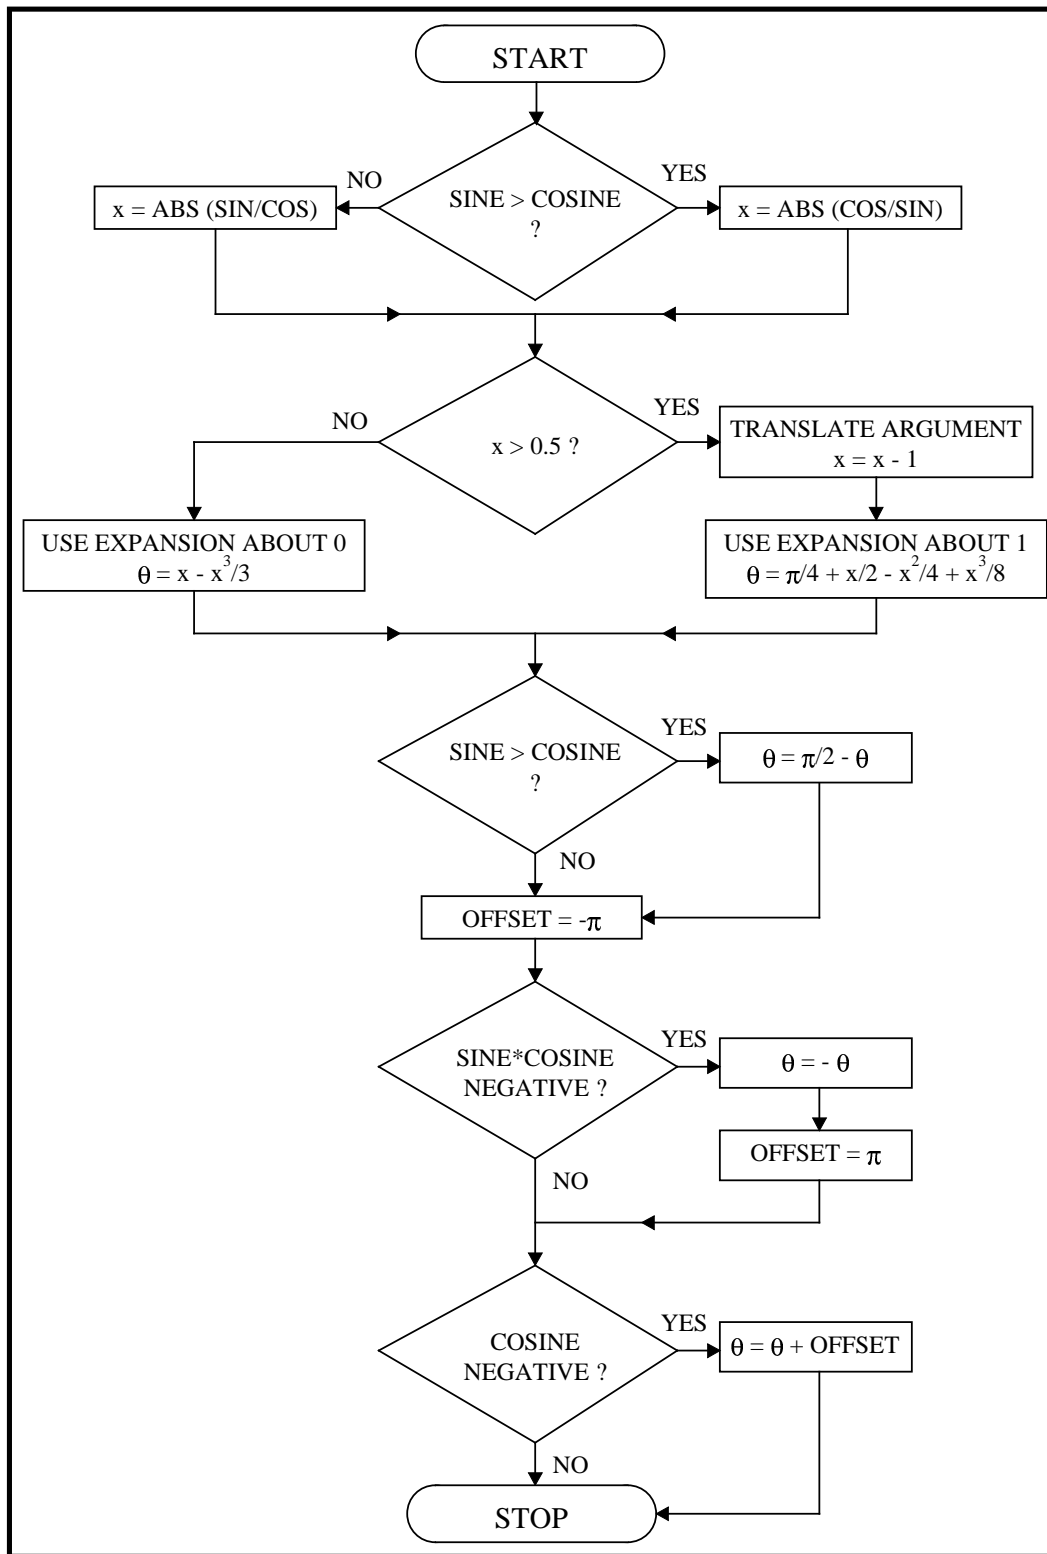 START
SINE > COSINE
?
NO
YES
x = ABS (SIN/COS)
x = ABS (COS/SIN)
x > 0.5 ?
NO
YES
TRANSLATE ARGUMENT
x = x - 1
USE EXPANSION ABOUT 0
θ = x - x³/3
USE EXPANSION ABOUT 1
θ = π/4 + x/2 - x²/4 + x³/8
SINE > COSINE
?
YES
θ = π/2 - θ
NO
OFFSET = -π
SINE*COSINE
NEGATIVE ?
YES
θ = - θ
OFFSET = π
NO
COSINE
NEGATIVE ?
YES
θ = θ + OFFSET
NO
STOP